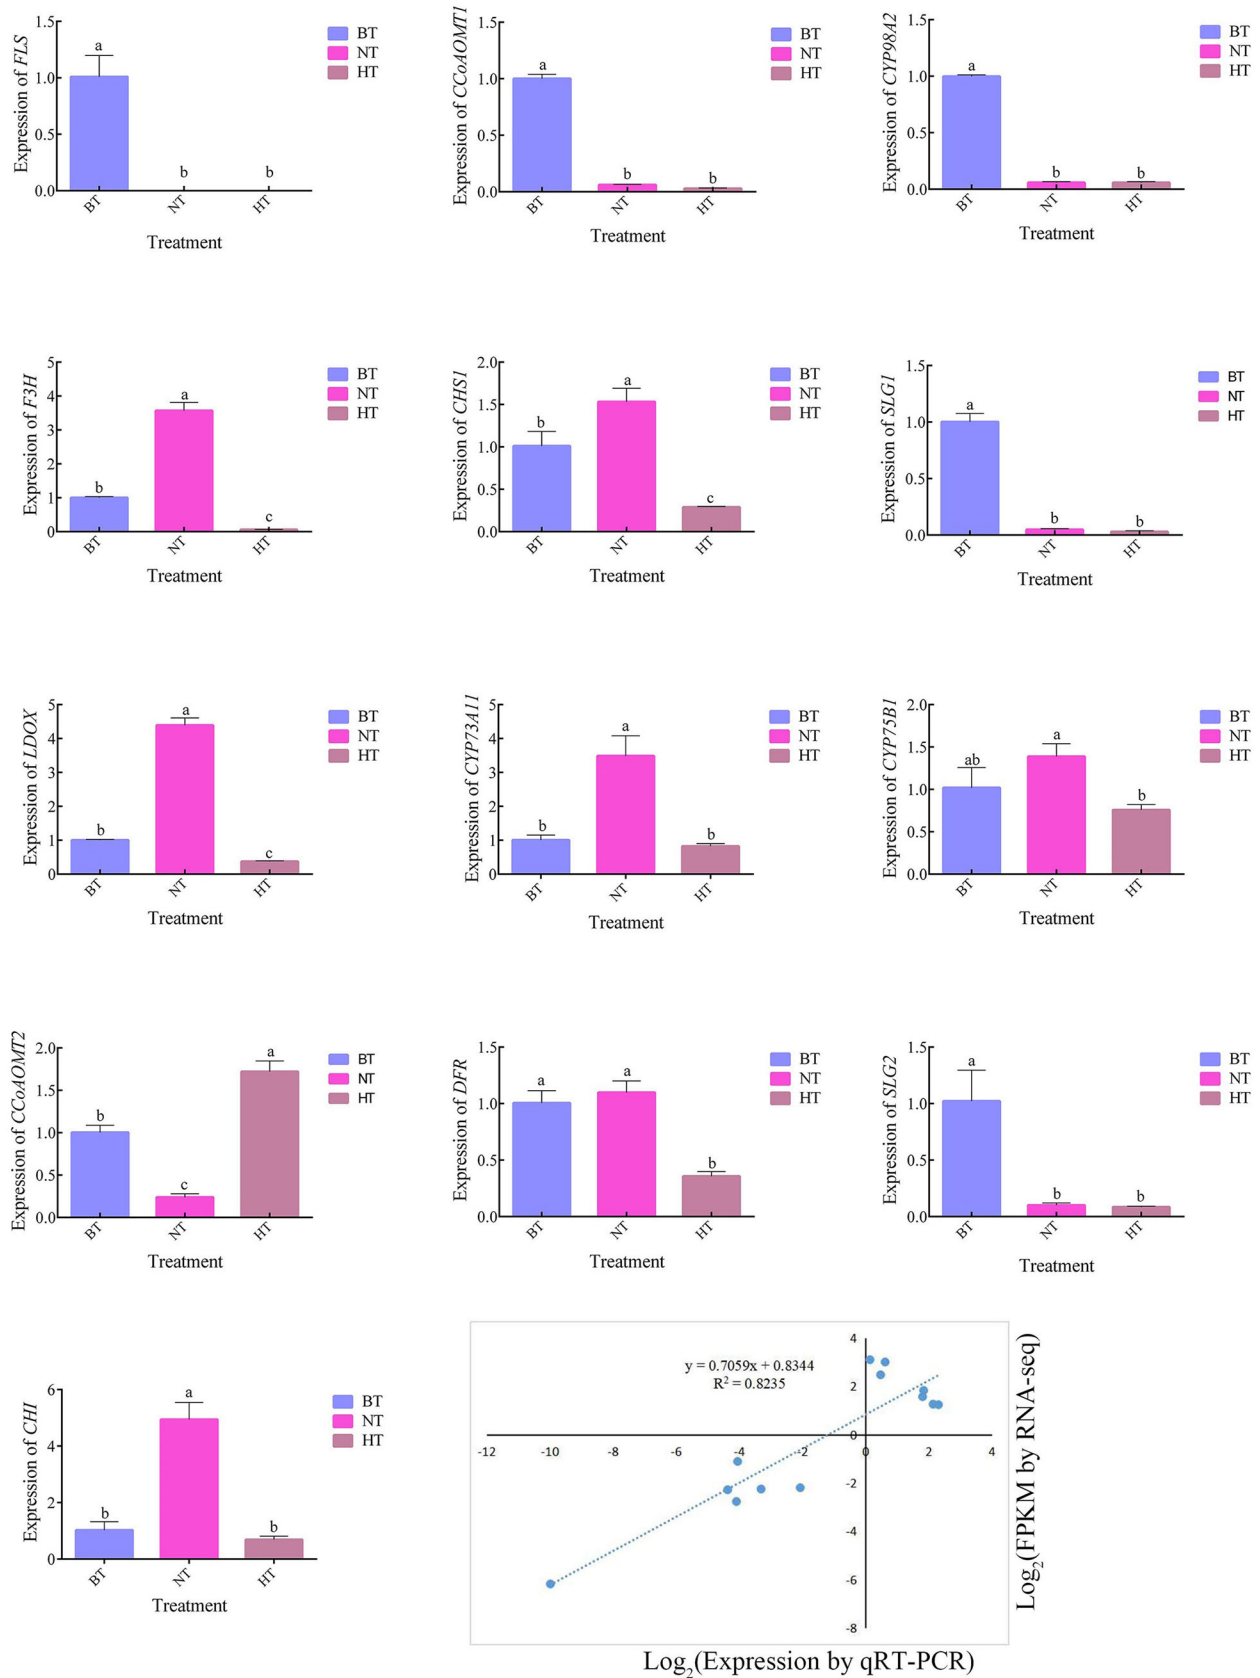 Expression of FLS
1.5
1.0
0.5
0.0
a
b
b
BT
NT
HT
Treatment
BT
NT
HT
Expression of CCoAOMT1
1.5
1.0
0.5
0.0
a
b
b
BT
NT
HT
Treatment
BT
NT
HT
Expression of CYP98A2
1.5
1.0
0.5
0.0
a
b
b
BT
NT
HT
Treatment
BT
NT
HT
Expression of F3H
5
4
3
2
1
0
b
a
c
BT
NT
HT
Treatment
BT
NT
HT
Expression of CHS1
2.0
1.5
1.0
0.5
0.0
b
a
c
BT
NT
HT
Treatment
BT
NT
HT
Expression of SLG1
1.5
1.0
0.5
0.0
a
b
b
BT
NT
HT
Treatment
BT
NT
HT
Expression of LDOX
5
4
3
2
1
0
b
a
c
BT
NT
HT
Treatment
BT
NT
HT
Expression of CYP73A11
5
4
3
2
1
0
b
a
b
BT
NT
HT
Treatment
BT
NT
HT
Expression of CYP75B1
2.0
1.5
1.0
0.5
0.0
ab
a
b
BT
NT
HT
Treatment
BT
NT
HT
Expression of CCoAOMT2
2.0
1.5
1.0
0.5
0.0
b
c
a
BT
NT
HT
Treatment
BT
NT
HT
Expression of DFR
1.5
1.0
0.5
0.0
a
a
b
BT
NT
HT
Treatment
BT
NT
HT
Expression of SLG2
1.5
1.0
0.5
0.0
a
b
b
BT
NT
HT
Treatment
BT
NT
HT
Expression of CHI
6
4
2
0
b
a
b
BT
NT
HT
Treatment
BT
NT
HT
y = 0.7059x + 0.8344
R² = 0.8235
4
2
0
-2
-4
-6
-8
-12
-10
-8
-6
-4
-2
0
2
4
Log₂(FPKM by RNA-seq)
Log₂(Expression by qRT-PCR)